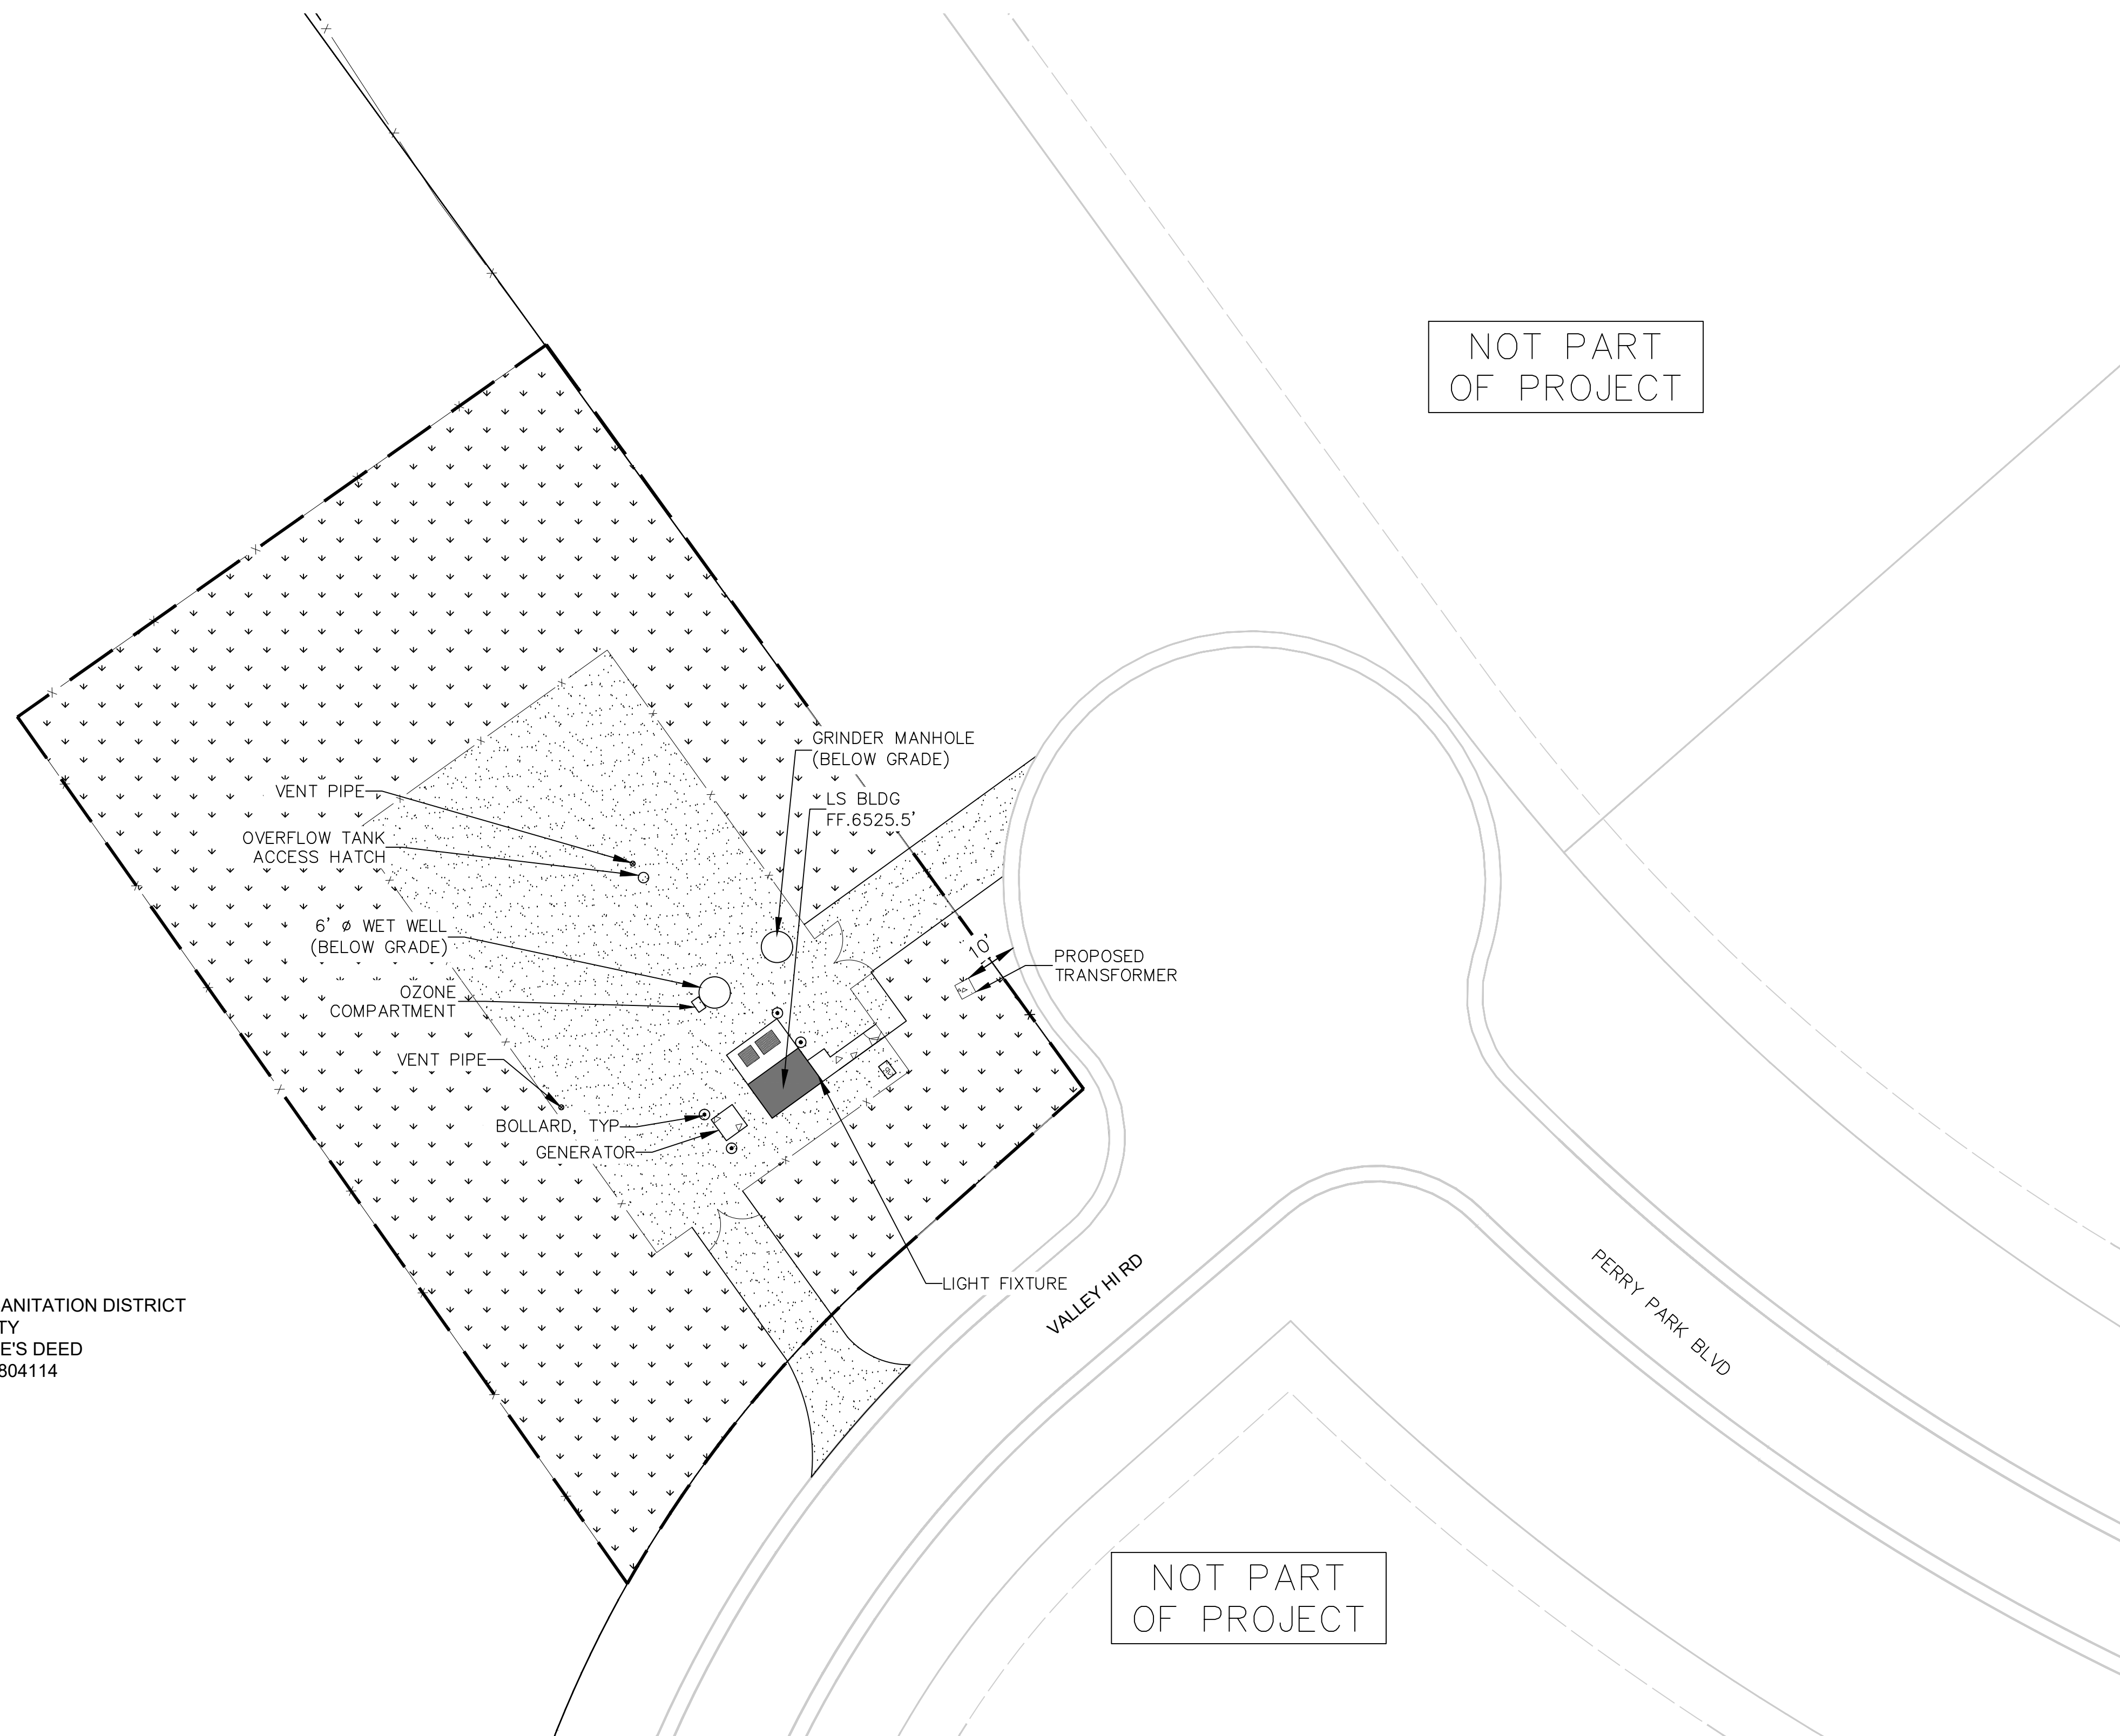 NOT PART
OF PROJECT
GRINDER MANHOLE
(BELOW GRADE)
VENT PIPE
LS BLDG
FF.6525.5'
OVERFLOW TANK
ACCESS HATCH
6' Ø WET WELL
(BELOW GRADE)
10'
PROPOSED
TRANSFORMER
OZONE
COMPARTMENT
VENT PIPE
BOLLARD, TYP
GENERATOR
LIGHT FIXTURE
VALLEY HI RD
PERRY PARK BLVD
ANITATION DISTRICT
TY
E'S DEED
804114
NOT PART
OF PROJECT